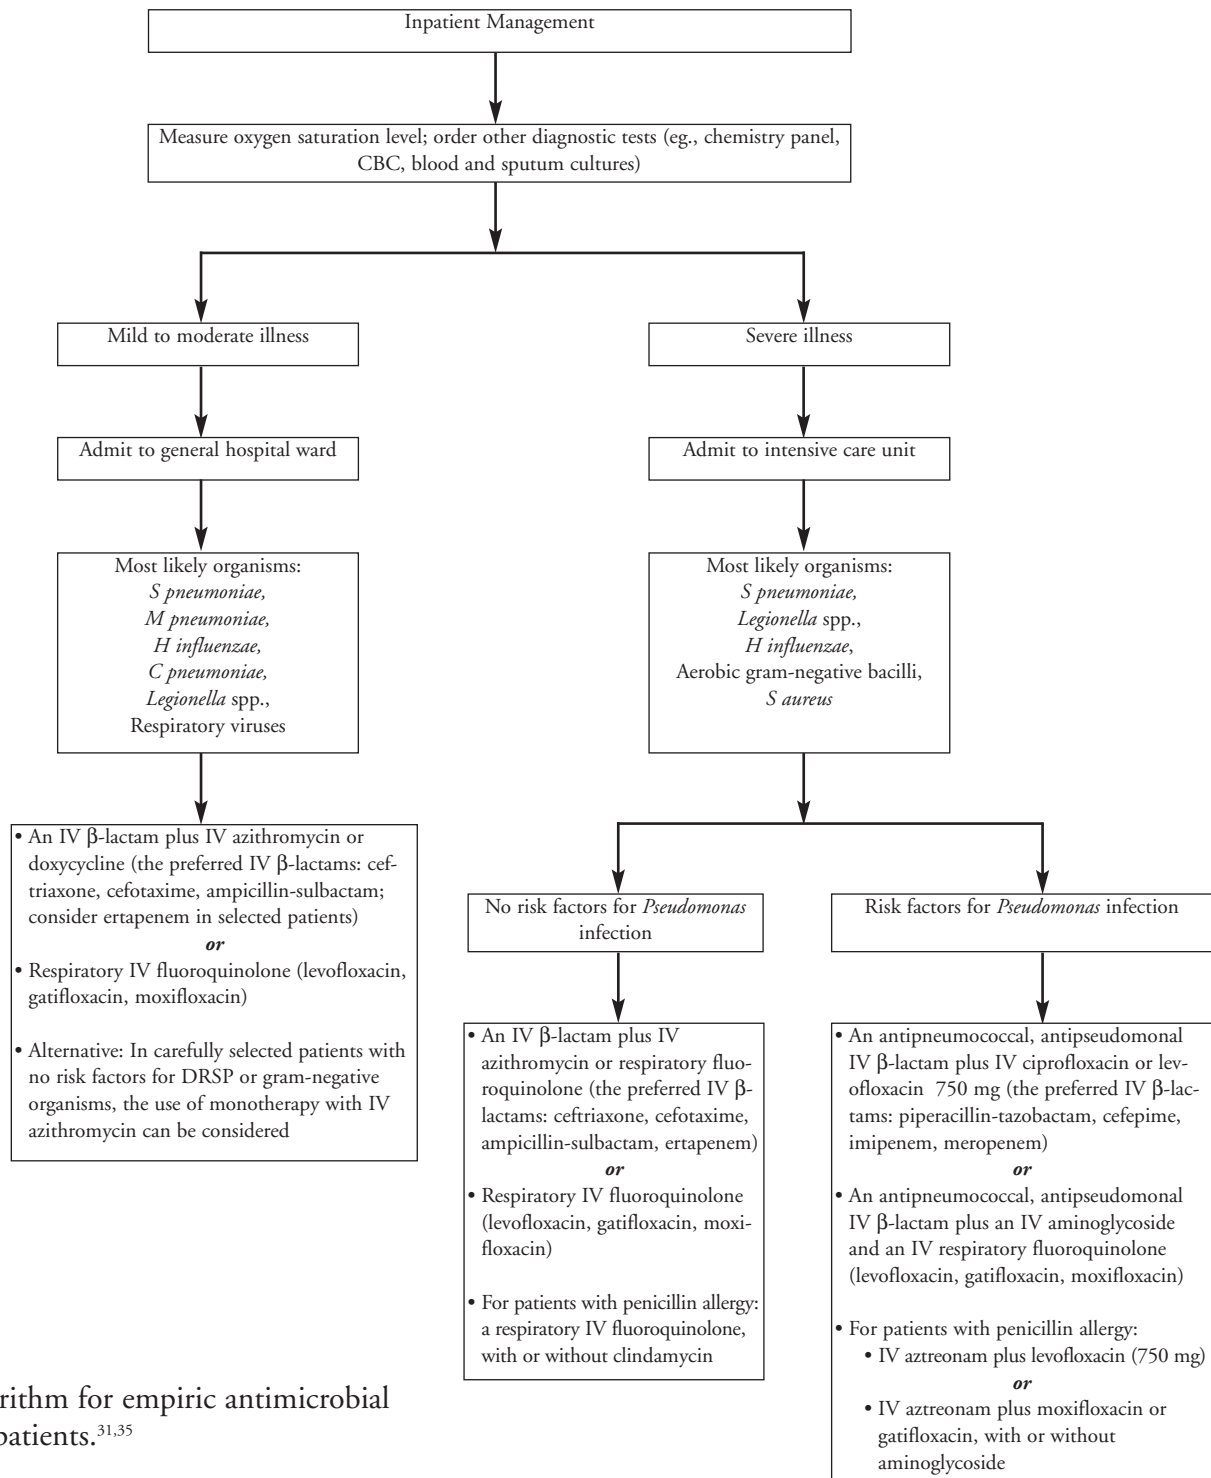 Inpatient Management
Measure oxygen saturation level; order other diagnostic tests (eg., chemistry panel,
CBC, blood and sputum cultures)
Mild to moderate illness
Severe illness
Admit to general hospital ward
Admit to intensive care unit
Most likely organisms:
S pneumoniae,
M pneumoniae,
H influenzae,
C pneumoniae,
Legionella spp.,
Respiratory viruses
Most likely organisms:
S pneumoniae,
Legionella spp.,
H influenzae,
Aerobic gram-negative bacilli,
S aureus
• An IV β-lactam plus IV azithromycin or
doxycycline (the preferred IV β-lactams: cef-
triaxone, cefotaxime, ampicillin-sulbactam;
consider ertapenem in selected patients)
or
• Respiratory IV fluoroquinolone (levofloxacin,
gatifloxacin, moxifloxacin)
• Alternative: In carefully selected patients with
no risk factors for DRSP or gram-negative
organisms, the use of monotherapy with IV
azithromycin can be considered
No risk factors for Pseudomonas
infection
Risk factors for Pseudomonas infection
• An IV β-lactam plus IV
azithromycin or respiratory fluo-
roquinolone (the preferred IV β-
lactams: ceftriaxone, cefotaxime,
ampicillin-sulbactam, ertapenem)
or
• Respiratory IV fluoroquinolone
(levofloxacin, gatifloxacin, moxi-
floxacin)
• For patients with penicillin allergy:
a respiratory IV fluoroquinolone,
with or without clindamycin
• An antipneumococcal, antipseudomonal
IV β-lactam plus IV ciprofloxacin or lev-
ofloxacin 750 mg (the preferred IV β-lac-
tams: piperacillin-tazobactam, cefepime,
imipenem, meropenem)
or
• An antipneumococcal, antipseudomonal
IV β-lactam plus an IV aminoglycoside
and an IV respiratory fluoroquinolone
(levofloxacin, gatifloxacin, moxifloxacin)
• For patients with penicillin allergy:
• IV aztreonam plus levofloxacin (750 mg)
or
• IV aztreonam plus moxifloxacin or
gatifloxacin, with or without
aminoglycoside
rithm for empiric antimicrobial
patients.31,35